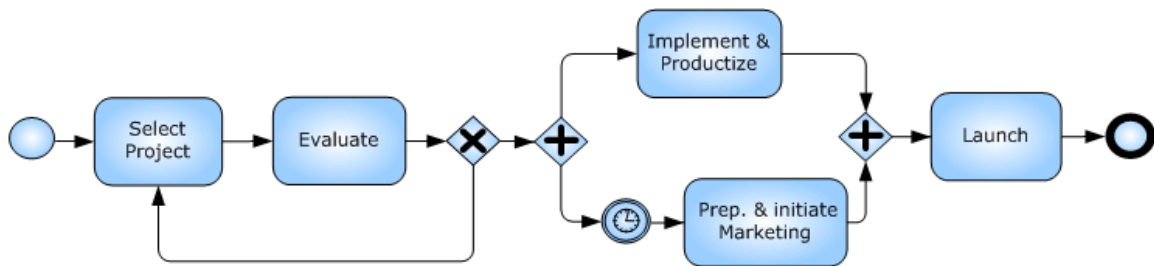 Select
Project
Evaluate
Implement &
Productize
Prep. & initiate
Marketing
Launch